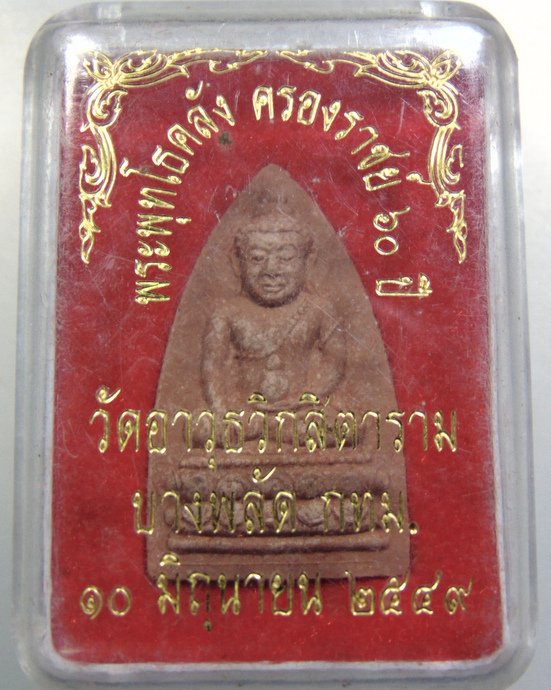 พระพุทโธคลัง ครองราชย์ ๖๐ ปี
วัดอาวุธวิกสิตาราม
บางพลัด กทม.
๑๐ มิถุนายน ๒๕๔๙